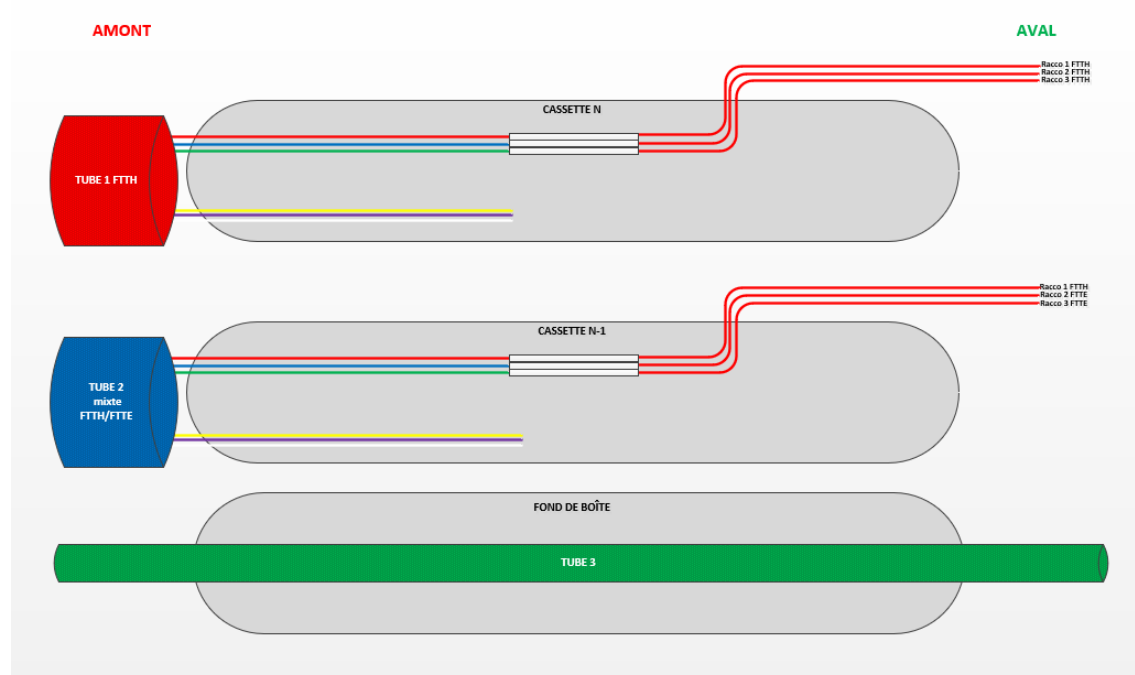 AMONT
AVAL
Racco 1 FTTH
Racco 2 FTTH
Racco 3 FTTH
CASSETTE N
TUBE 1 FTTH
Racco 1 FTTH
Racco 2 FTTE
Racco 3 FTTE
CASSETTE N-1
TUBE 2
mixte
FTTH/FTTE
FOND DE BOÎTE
TUBE 3